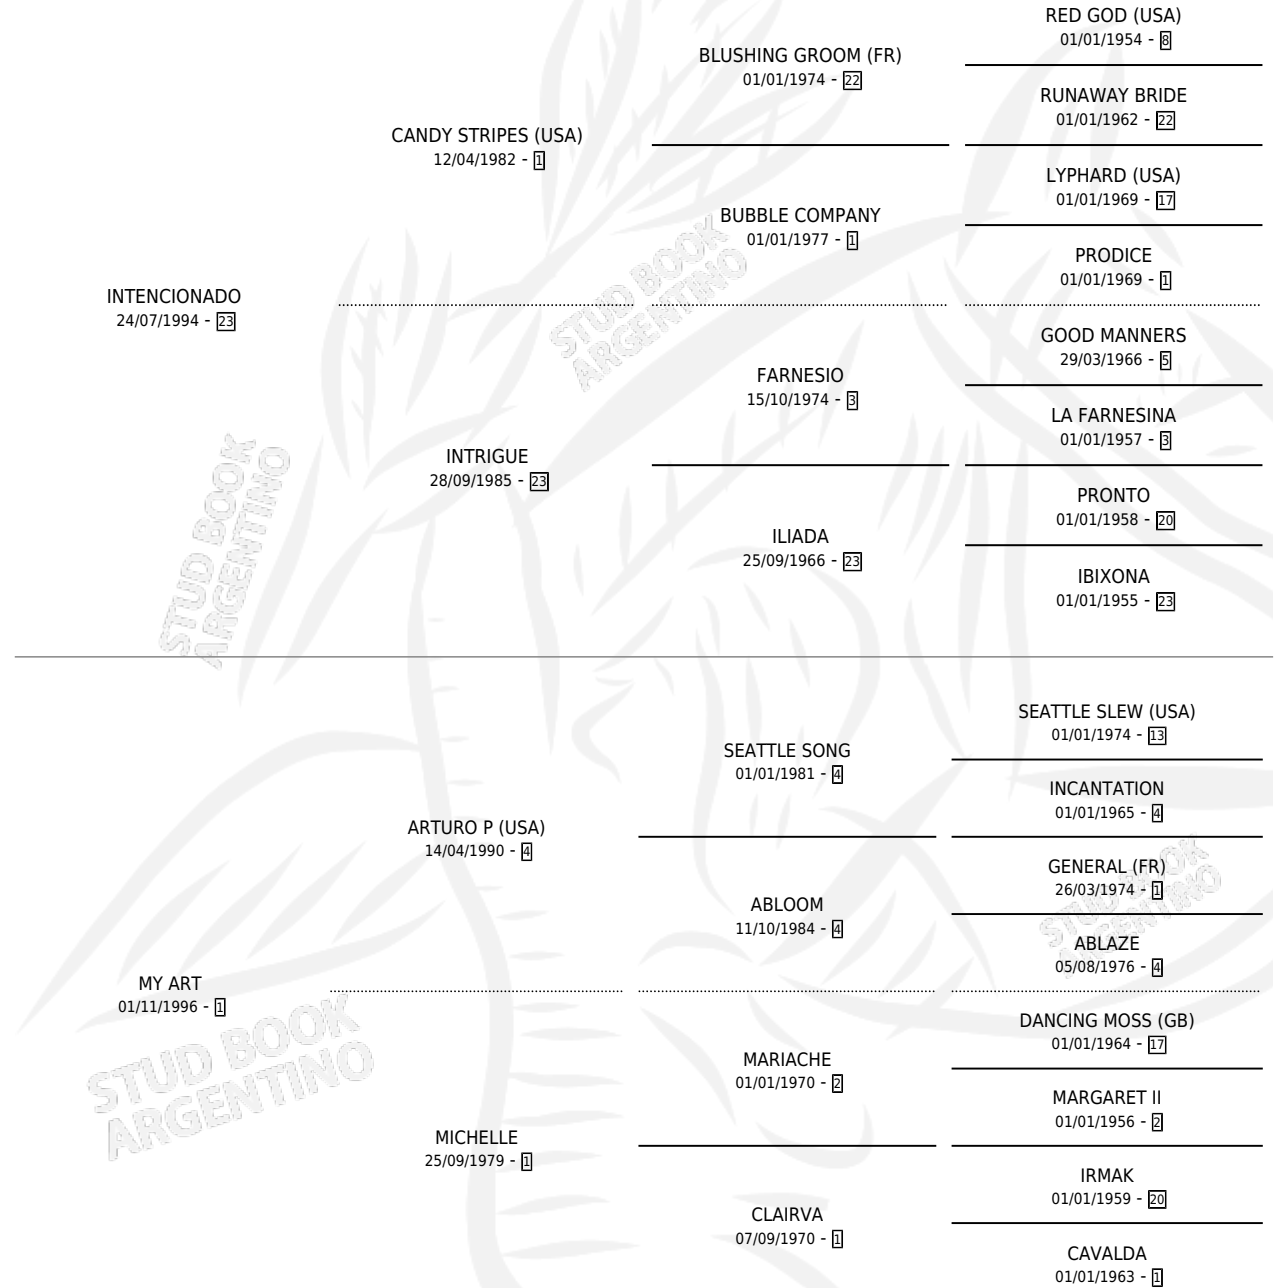 RED GOD (USA)
01/01/1954 - 8
BLUSHING GROOM (FR)
01/01/1974 - 22
RUNAWAY BRIDE
01/01/1962 - 22
CANDY STRIPES (USA)
12/04/1982 - 1
LYPHARD (USA)
01/01/1969 - 17
BUBBLE COMPANY
01/01/1977 - 1
PRODICE
01/01/1969 - 1
INTENCIONADO
24/07/1994 - 23
STUD BOOK
ARGENTINO
GOOD MANNERS
29/03/1966 - 5
FARNESIO
15/10/1974 - 3
LA FARNESINA
01/01/1957 - 3
INTRIGUE
28/09/1985 - 23
PRONTO
01/01/1958 - 20
ILIADA
25/09/1966 - 23
IBIXONA
01/01/1955 - 23
STUD BOOK
ARGENTINO
SEATTLE SLEW (USA)
01/01/1974 - 13
SEATTLE SONG
01/01/1981 - 4
INCANTATION
01/01/1965 - 4
ARTURO P (USA)
14/04/1990 - 4
GENERAL (FR)
26/03/1974 - 1
ABLOOM
11/10/1984 - 4
ABLAZE
05/08/1976 - 4
STUD BOOK
ARGENTINO
MY ART
01/11/1996 - 1
DANCING MOSS (GB)
01/01/1964 - 17
MARIACHE
01/01/1970 - 2
MARGARET II
01/01/1956 - 2
STUD BOOK
ARGENTINO
MICHELLE
25/09/1979 - 1
IRMAK
01/01/1959 - 20
CLAIRVA
07/09/1970 - 1
CAVALDA
01/01/1963 - 1